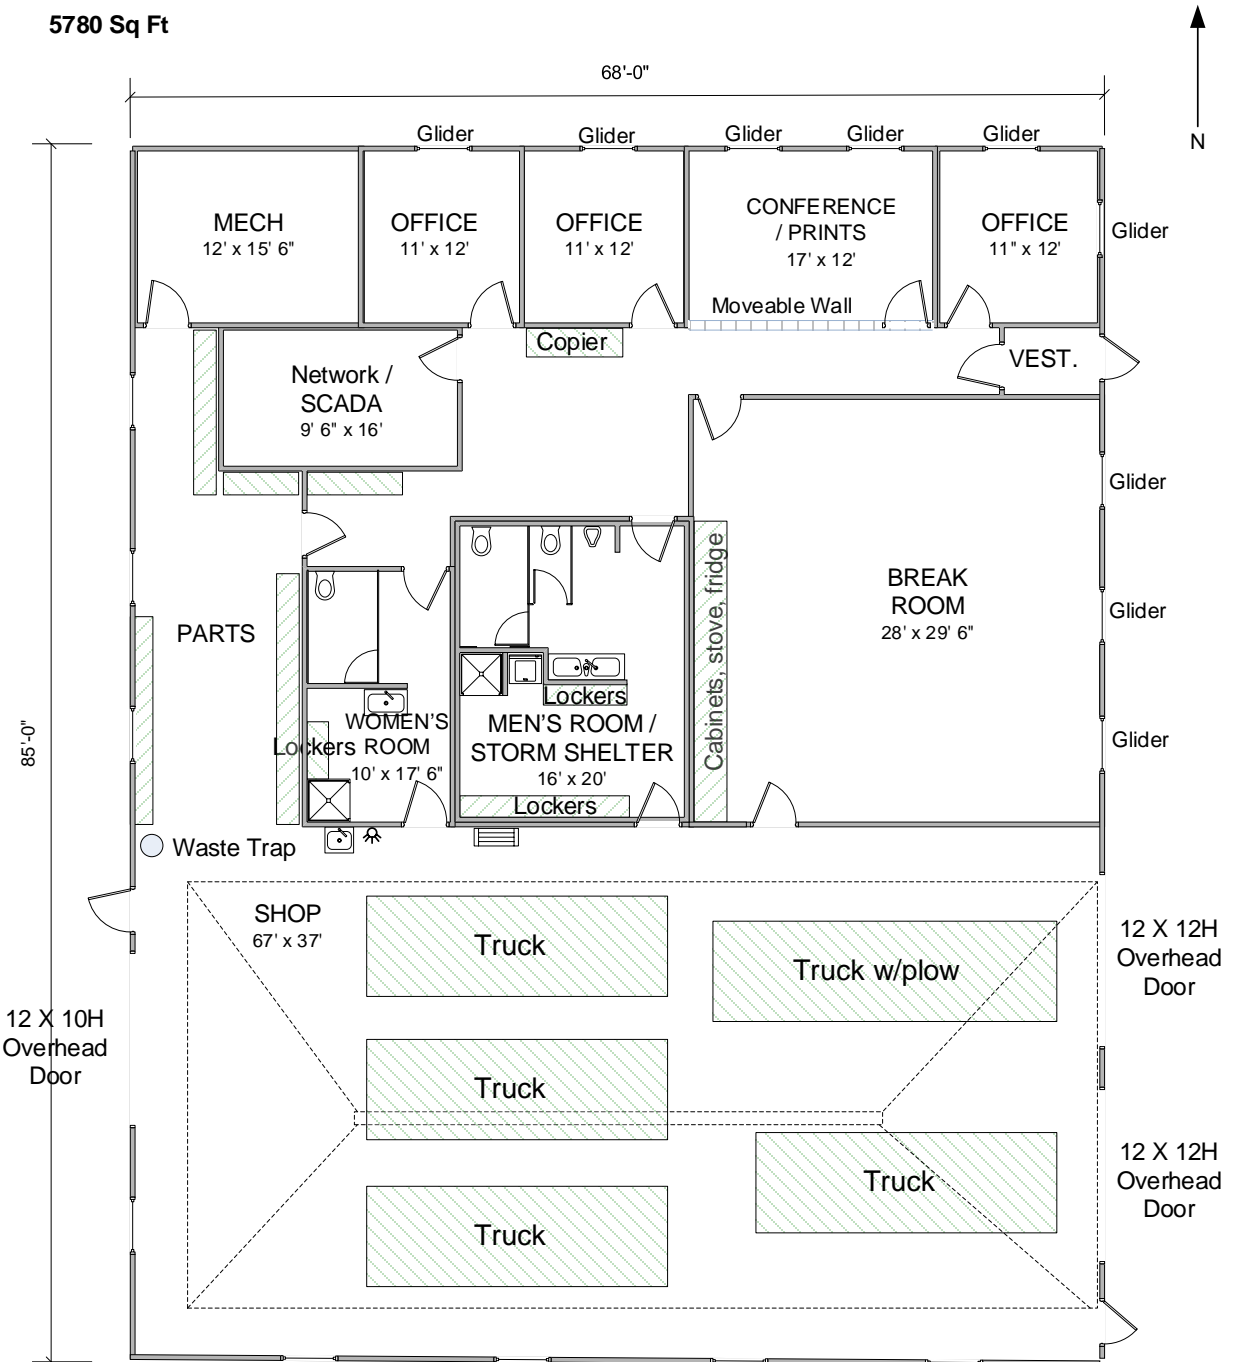 5780 Sq Ft
68'-0"
N
Glider
Glider
Glider
Glider
Glider
MECH
12' x 15' 6"
OFFICE
11' x 12'
OFFICE
11' x 12'
CONFERENCE
/ PRINTS
17' x 12'
OFFICE
11" x 12'
Glider
Moveable Wall
Copier
VEST.
Network /
SCADA
9' 6" x 16'
Glider
Cabinets, stove, fridge
BREAK
ROOM
28' x 29' 6"
Glider
PARTS
85'-0"
Lockers
WOMEN'S
ROOM
10' x 17' 6"
Lockers
MEN'S ROOM /
STORM SHELTER
16' x 20'
Lockers
Glider
Waste Trap
SHOP
67' x 37'
Truck
Truck w/plow
12 X 12H
Overhead
Door
12 X 10H
Overhead
Door
Truck
Truck
12 X 12H
Overhead
Door
Truck